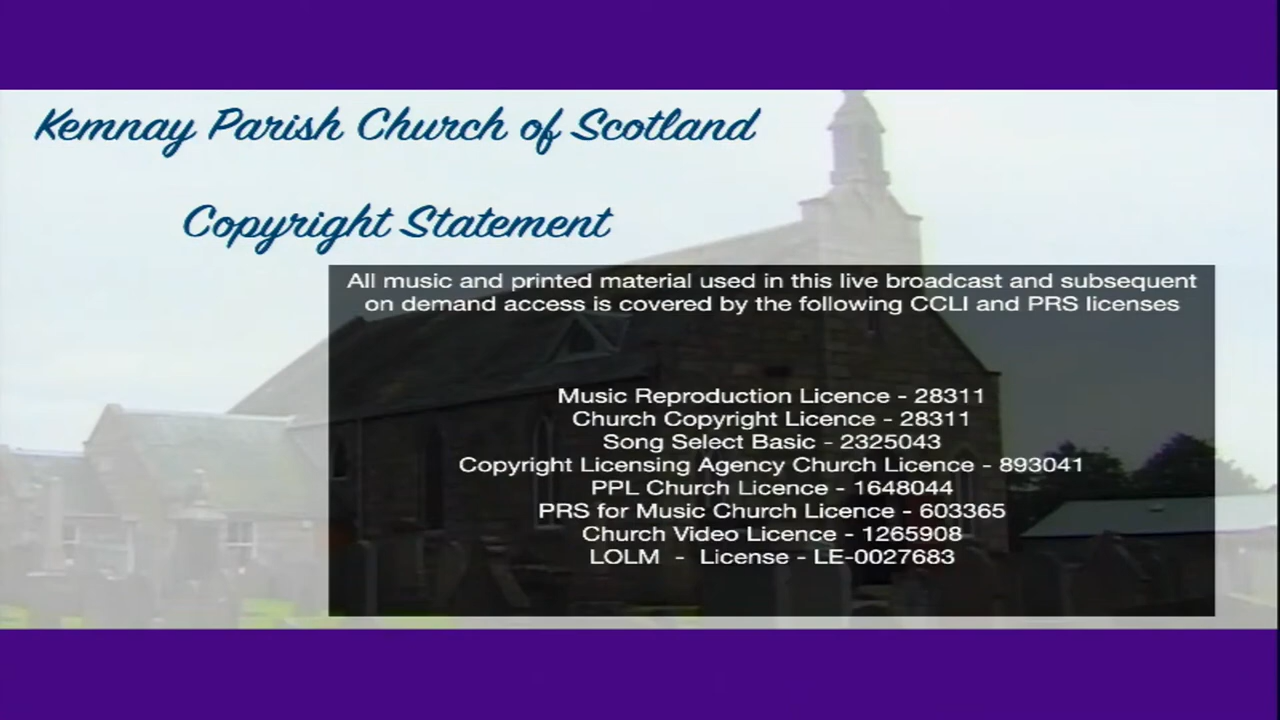 Kemnay Parish Church of Scotland
Copyright Statement
All music and printed material used in this live broadcast and subsequent
on demand access is covered by the following CCLI and PRS licenses
Music Reproduction Licence - 28311
Church Copyright Licence - 28311
Song Select Basic - 2325043
Copyright Licensing Agency Church Licence - 893041
PPL Church Licence - 1648044
PRS for Music Church Licence - 603365
Church Video Licence - 1265908
LOLM - License - LE-0027683